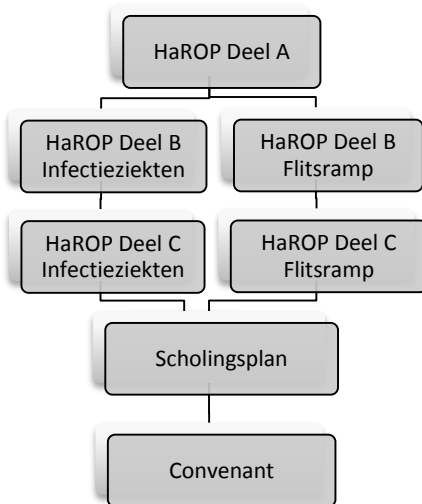 HaROP Deel A
HaROP Deel B
Infectieziekten
HaROP Deel B
Flitsramp
HaROP Deel C
Infectieziekten
HaROP Deel C
Flitsramp
Scholingsplan
Convenant